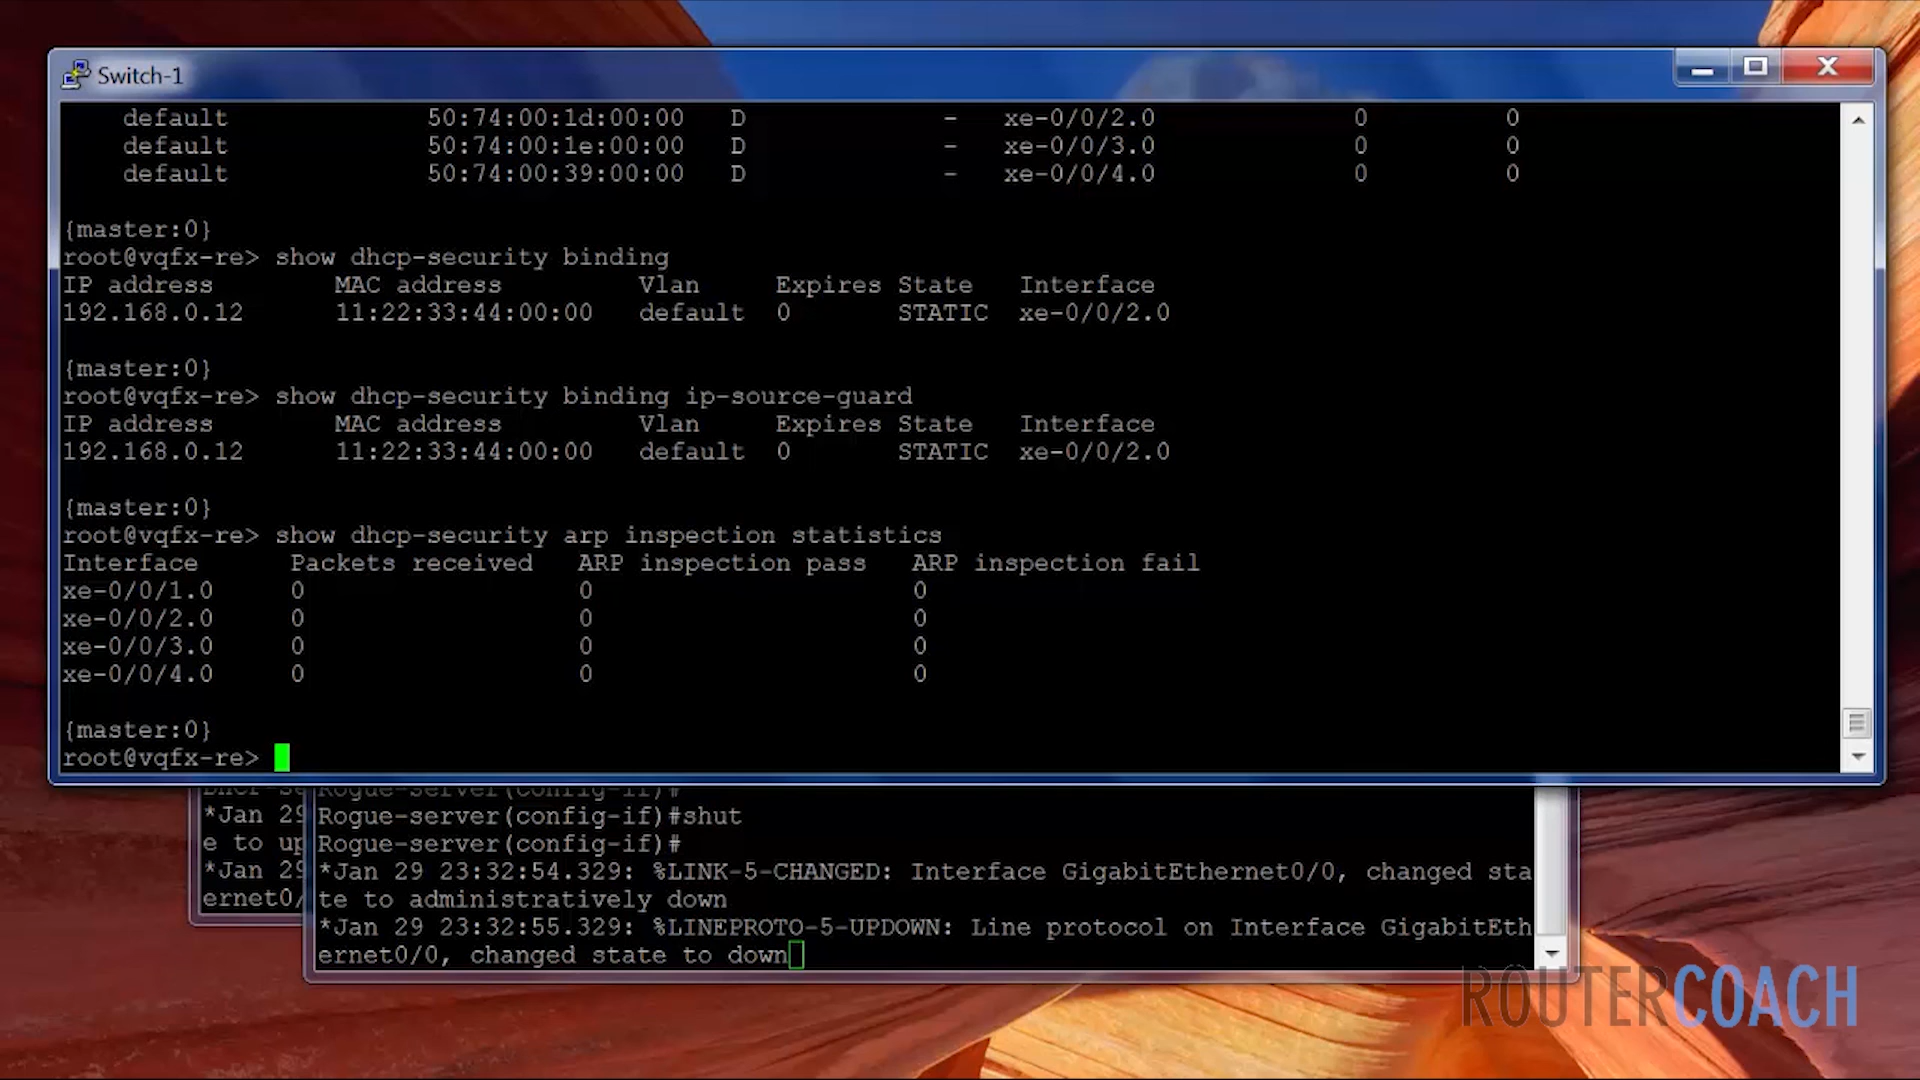 Switch-1
default 50:74:00:1d:00:00 D - xe-0/0/2.0 0 0
default 50:74:00:1e:00:00 D - xe-0/0/3.0 0 0
default 50:74:00:39:00:00 D - xe-0/0/4.0 0 0
{master:0}
root@vqfx-re> show dhcp-security binding
IP address MAC address Vlan Expires State Interface
192.168.0.12 11:22:33:44:00:00 default 0 STATIC xe-0/0/2.0
{master:0}
root@vqfx-re> show dhcp-security binding ip-source-guard
IP address MAC address Vlan Expires State Interface
192.168.0.12 11:22:33:44:00:00 default 0 STATIC xe-0/0/2.0
{master:0}
root@vqfx-re> show dhcp-security arp inspection statistics
Interface Packets received ARP inspection pass ARP inspection fail
xe-0/0/1.0 0 0 0
xe-0/0/2.0 0 0 0
xe-0/0/3.0 0 0 0
xe-0/0/4.0 0 0 0
{master:0}
root@vqfx-re>
Rogue-server(config-if)#
*Jan 29
Rogue-server(config-if)#shut
e to up
Rogue-server(config-if)#
*Jan 29
*Jan 29 23:32:54.329: %LINK-5-CHANGED: Interface GigabitEthernet0/0, changed sta
ernet0/
te to administratively down
*Jan 29 23:32:55.329: %LINEPROTO-5-UPDOWN: Line protocol on Interface GigabitEth
ernet0/0, changed state to down
ROUTERCOACH